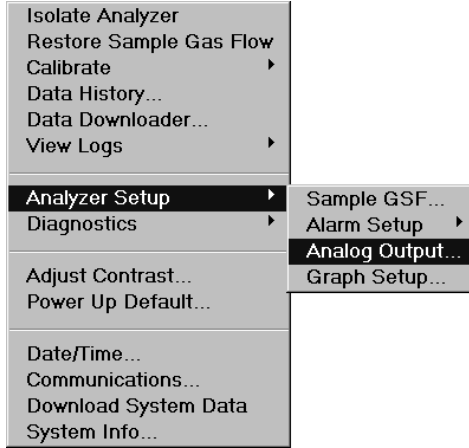 Isolate Analyzer
Restore Sample Gas Flow
Calibrate
Data History...
Data Downloader...
View Logs
Analyzer Setup
Diagnostics
Adjust Contrast...
Power Up Default...
Date/Time...
Communications...
Download System Data
System Info...
Sample GSF...
Alarm Setup
Analog Output...
Graph Setup...